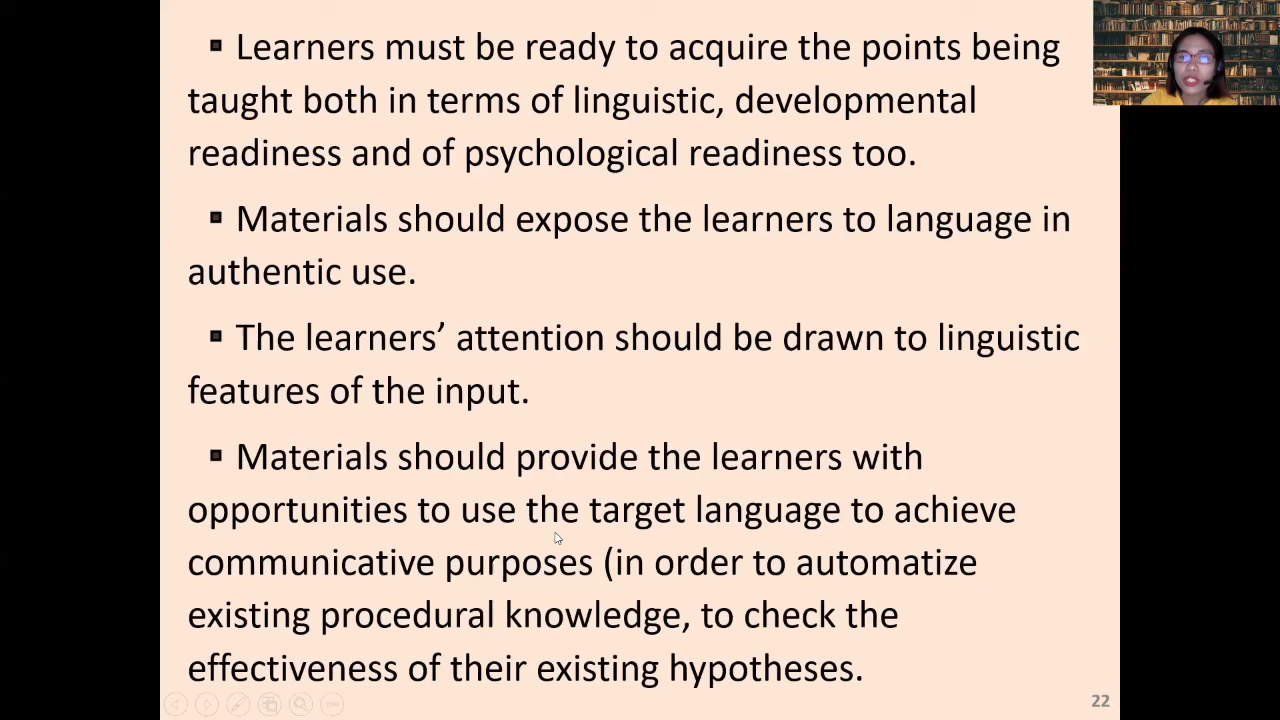 ▪ Learners must be ready to acquire the points being
taught both in terms of linguistic, developmental
readiness and of psychological readiness too.
▪ Materials should expose the learners to language in
authentic use.
▪ The learners’ attention should be drawn to linguistic
features of the input.
▪ Materials should provide the learners with
opportunities to use the target language to achieve
communicative purposes (in order to automatize
existing procedural knowledge, to check the
effectiveness of their existing hypotheses.
22